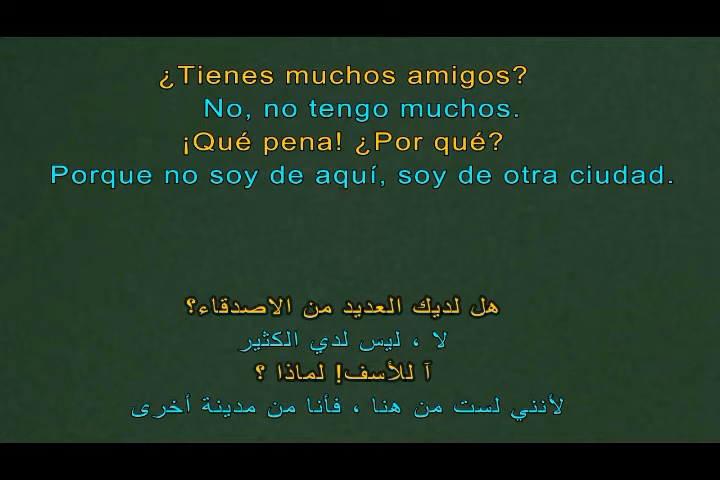 ¿Tienes muchos amigos?
No, no tengo muchos.
¡Qué pena! ¿Por qué?
Porque no soy de aquí, soy de otra ciudad.
هل لديك العديد من الاصدقاء؟
لا ، ليس لدي الكثير
آ للأسف! لماذا ؟
لأنني لست من هنا ، فأنا من مدينة أخرى